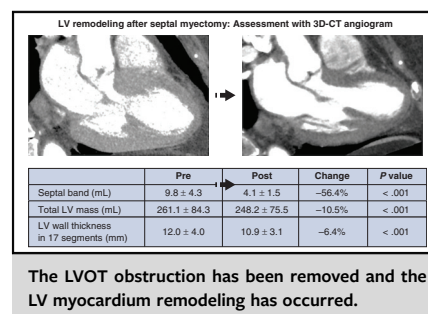 LV remodeling after septal myectomy: Assessment with 3D-CT angiogram
Pre Post Change P value
Septal band (mL) 9.8 ± 4.3 4.1 ± 1.5 –56.4% < .001
Total LV mass (mL) 261.1 ± 84.3 248.2 ± 75.5 –10.5% < .001
LV wall thickness
in 17 segments (mm) 12.0 ± 4.0 10.9 ± 3.1 –6.4% < .001
The LVOT obstruction has been removed and the
LV myocardium remodeling has occurred.